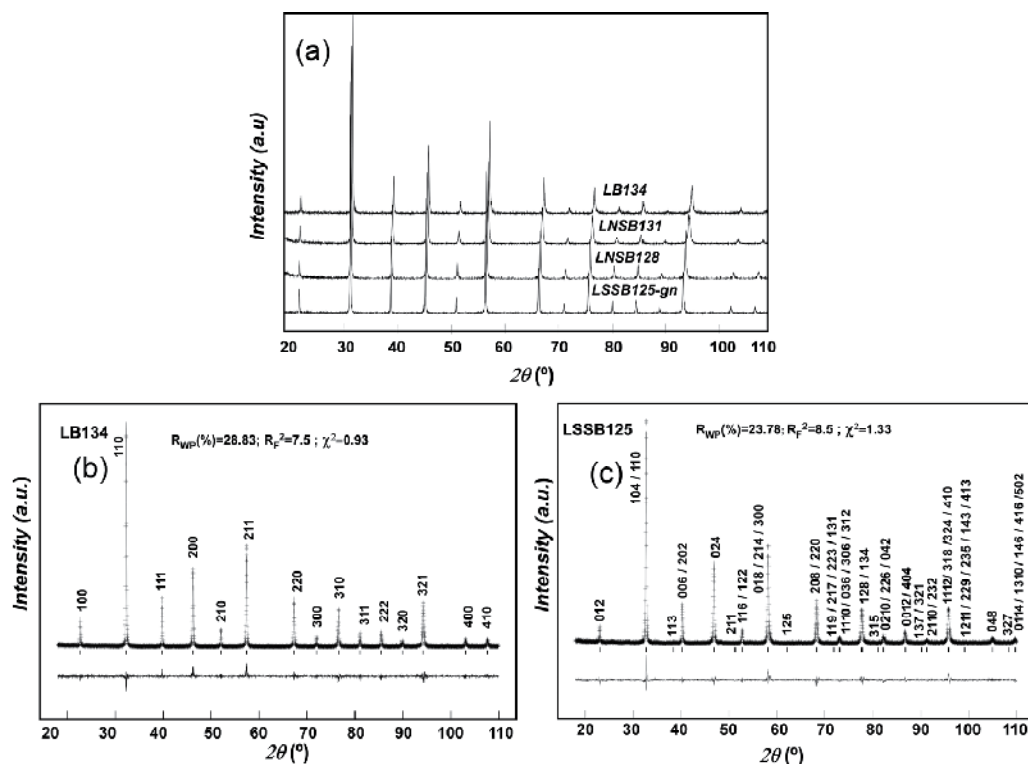 (a)
Intensity (a.u)
LB134
LNSB131
LNSB128
LSSB125-gn
20 30 40 50 60 70 80 90 100 110
2θ (º)
LB134
R_WP(%)=28.83; R_F²=7.5 ; χ²=0.93
(b)
Intensity (a.u.)
100
110
111
200
210
211
220
300
310
311
222
320
321
400
410
20 30 40 50 60 70 80 90 100 110
2θ (º)
LSSB125
R_WP(%)=23.78; R_F²=8.5 ; χ²=1.33
(c)
Intensity (a.u.)
012
104 / 110
113
006 / 202
024
211
116 / 122
018 / 214 / 300
125
208 / 220
119 / 217 / 223 / 131
1110 / 036 / 306 / 312
128 / 134
315
0210 / 226 / 042
0012 / 404
137 / 321
2110 / 232
1112 / 318 /324 / 410
1211 / 229 / 235 / 143 / 413
048
327
0114 / 1310 / 146 / 416 / 502
20 30 40 50 60 70 80 90 100 110
2θ (º)